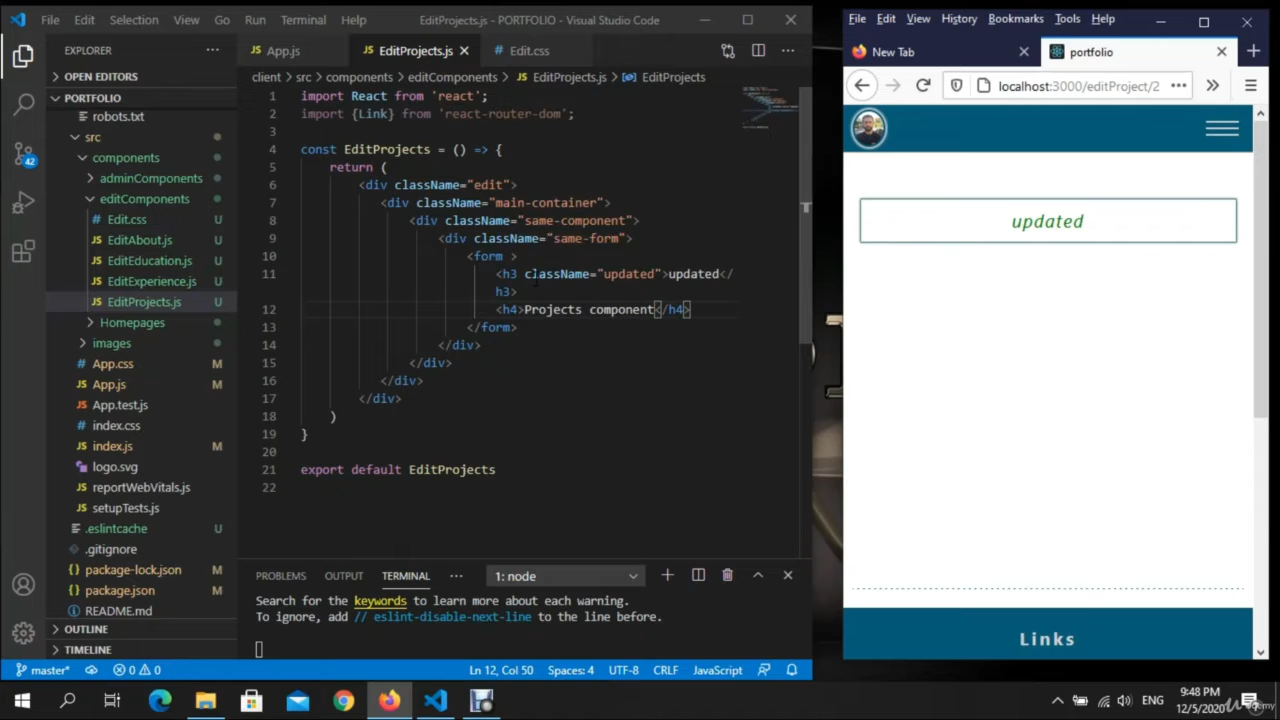 File Edit Selection View Go Run Terminal Help EditProjects.js - PORTFOLIO - Visual Studio Code
EXPLORER
OPEN EDITORS
PORTFOLIO
robots.txt
src
components
adminComponents
editComponents
Edit.css U
EditAbout.js U
EditEducation.js U
EditExperience.js U
EditProjects.js U
Homepages
images
App.css M
App.js M
App.test.js
index.css
index.js M
logo.svg
reportWebVitals.js
setupTests.js
.eslintcache U
.gitignore
package-lock.json M
package.json M
README.md
OUTLINE
TIMELINE
42
App.js EditProjects.js Edit.css
client > src > components > editComponents > EditProjects.js > EditProjects
1 import React from 'react';
2 import {Link} from 'react-router-dom';
3
4 const EditProjects = () => {
5 return (
6 <div className="edit">
7 <div className="main-container">
8 <div className="same-component">
9 <div className="same-form">
10 <form >
11 <h3 className="updated">updated</
h3>
12 <h4>Projects component</h4>
13 </form>
14 </div>
15 </div>
16 </div>
17 </div>
18 )
19 }
20
21 export default EditProjects
22
PROBLEMS OUTPUT TERMINAL 1: node
Search for the keywords to learn more about each warning.
To ignore, add // eslint-disable-next-line to the line before.
master* 0 0 Ln 12, Col 50 Spaces: 4 UTF-8 CRLF JavaScript
File Edit View History Bookmarks Tools Help
New Tab portfolio
localhost:3000/editProject/2
updated
Links
ENG
9:48 PM
12/5/2020
Udemy